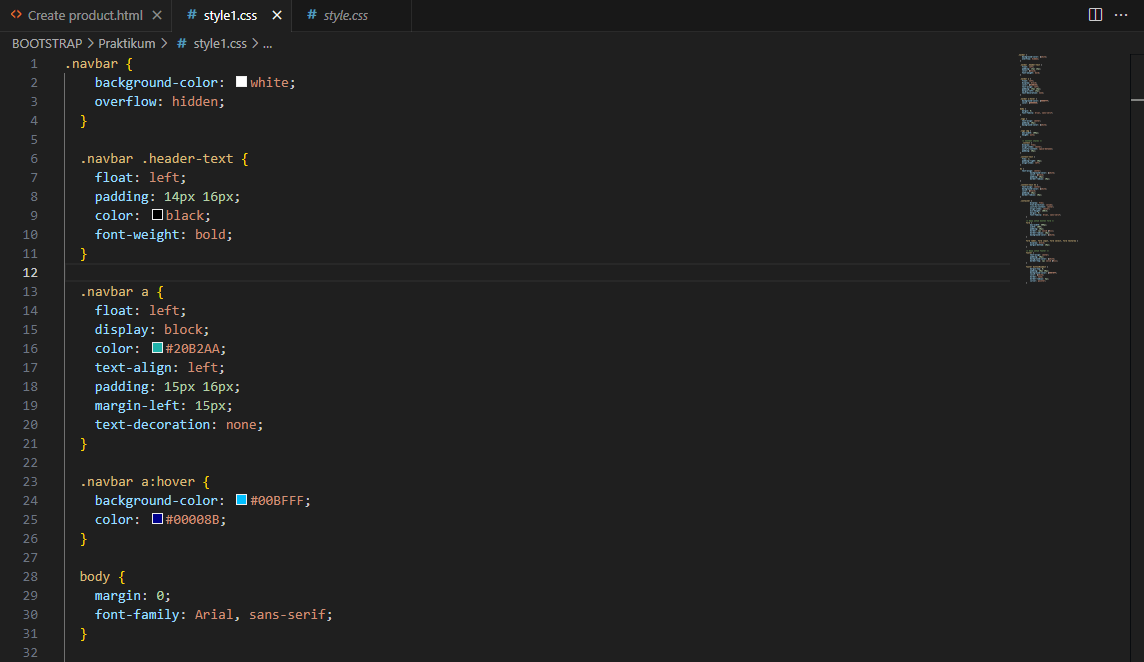 Create product.html
# style1.css
# style.css
BOOTSTRAP > Praktikum > # style1.css > ...
1 .navbar {
2 background-color: white;
3 overflow: hidden;
4 }
5
6 .navbar .header-text {
7 float: left;
8 padding: 14px 16px;
9 color: black;
10 font-weight: bold;
11 }
12
13 .navbar a {
14 float: left;
15 display: block;
16 color: #20B2AA;
17 text-align: left;
18 padding: 15px 16px;
19 margin-left: 15px;
20 text-decoration: none;
21 }
22
23 .navbar a:hover {
24 background-color: #00BFFF;
25 color: #00008B;
26 }
27
28 body {
29 margin: 0;
30 font-family: Arial, sans-serif;
31 }
32